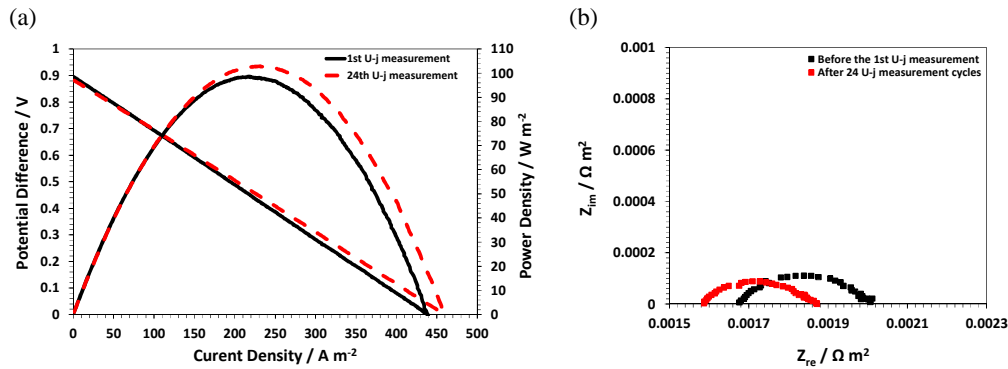 (a)
1st U-j measurement
24th U-j measurement
Potential Difference / V
1
0.9
0.8
0.7
0.6
0.5
0.4
0.3
0.2
0.1
0
110
100
90
80
70
60
50
40
30
20
10
0
Power Density / W m⁻²
0 50 100 150 200 250 300 350 400 450 500
Curent Density / A m⁻²
(b)
Before the 1st U-j measurement
After 24 U-j measurement cycles
Zim / Ω m²
0.001
0.0008
0.0006
0.0004
0.0002
0
0.0015 0.0017 0.0019 0.0021 0.0023
Zre / Ω m²